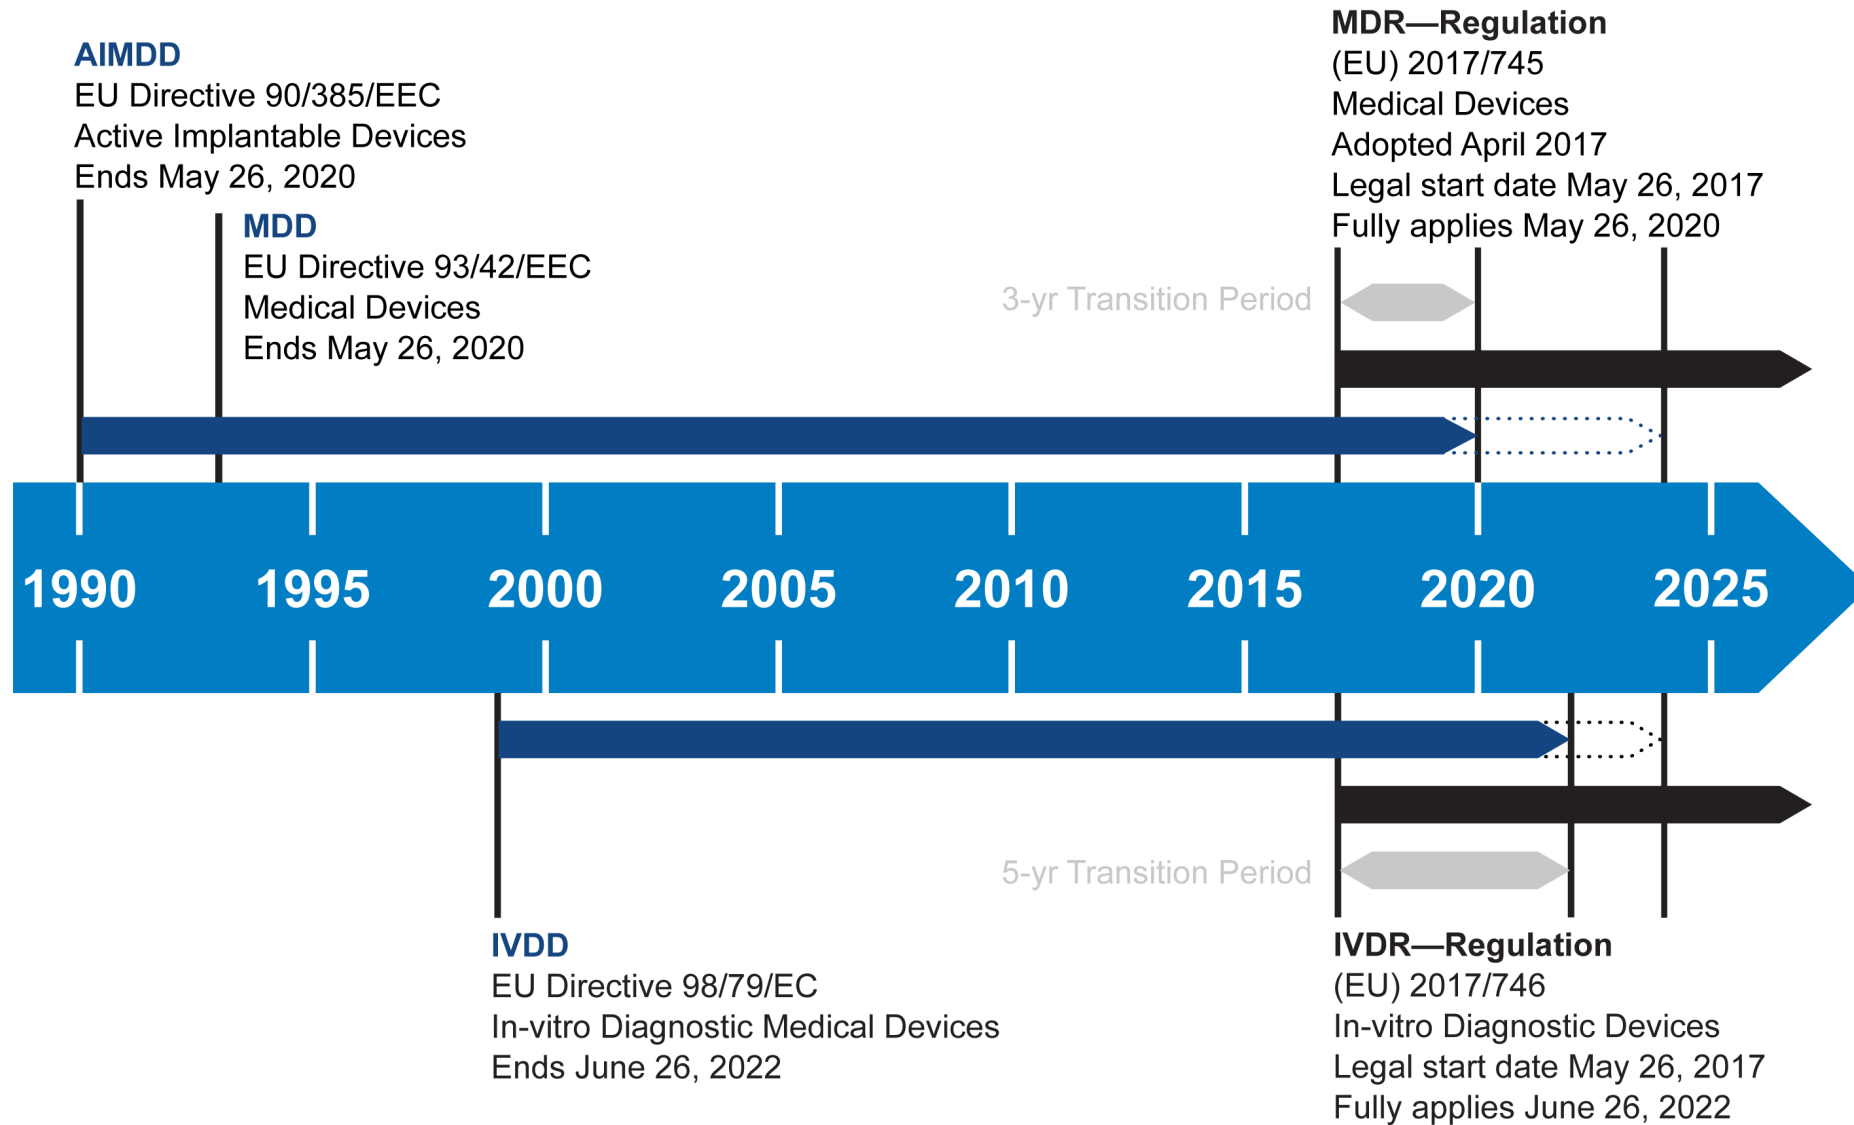 AIMDD
EU Directive 90/385/EEC
Active Implantable Devices
Ends May 26, 2020
MDD
EU Directive 93/42/EEC
Medical Devices
Ends May 26, 2020
MDR—Regulation
(EU) 2017/745
Medical Devices
Adopted April 2017
Legal start date May 26, 2017
Fully applies May 26, 2020
3-yr Transition Period
1990
1995
2000
2005
2010
2015
2020
2025
5-yr Transition Period
IVDD
EU Directive 98/79/EC
In-vitro Diagnostic Medical Devices
Ends June 26, 2022
IVDR—Regulation
(EU) 2017/746
In-vitro Diagnostic Devices
Legal start date May 26, 2017
Fully applies June 26, 2022